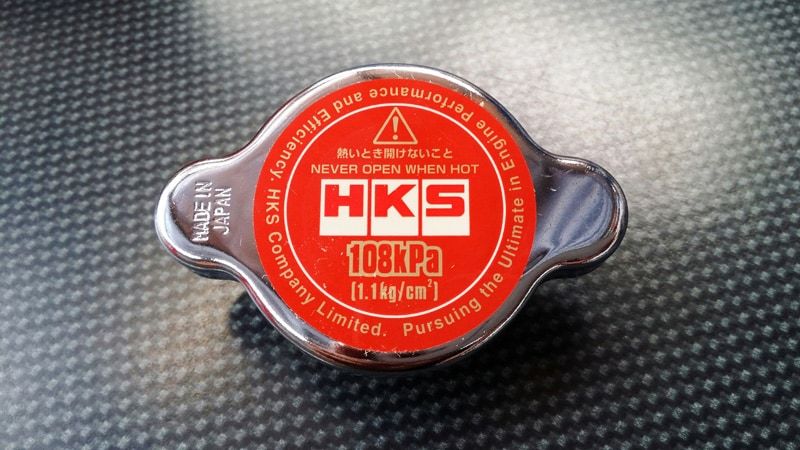 熱いとき開けないこと
NEVER OPEN WHEN HOT
HKS
108kPa
(1.1kg/cm²)
HKS Company Limited. Pursuing the Ultimate in Engine Performance and Efficiency.
MADE IN
JAPAN